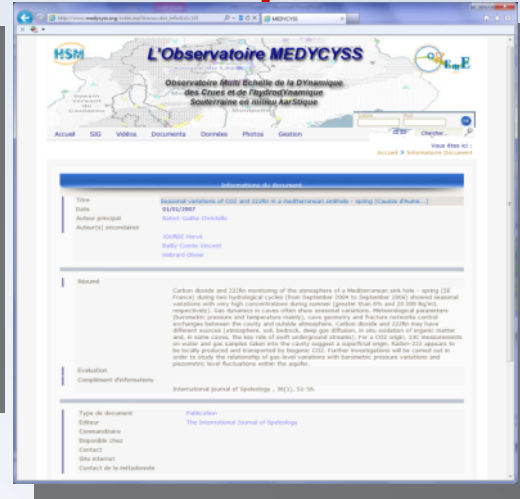 MEDYCYSS
HSM
L'Observatoire MEDYCYSS
OREME
Observatoire Multi Echelle de la DYnamique
des Crues et de l'hydrodYnamique
Souterraine en milieu karStique
Accueil SIG Vidéos Documents Données Photos Gestion
Chercher...
Vous êtes ici :
Accueil > Informations Document
Informations du document
Titre Seasonal variations of CO2 and 222Rn in a mediterranean sinkhole - spring (Causse d'Aume...)
Date 01/01/2007
Auteur principal Batiot-Guilhe Christelle
Auteur(s) secondaires
JOURDE Hervé
Bailly-Comte Vincent
Hebrard Olivier
Résumé
Carbon dioxide and 222Rn monitoring of the atmosphere of a Mediterranean sink hole - spring (SE
France) during two hydrological cycles (from September 2004 to September 2006) showed seasonal
variations with very high concentrations during summer (greater than 6% and 20 000 Bq/m3,
respectively). Gas dynamics in caves often show seasonal variations. Meteorological parameters
(barometric pressure and temperature mainly), cave geometry and fracture networks control
exchanges between the cavity and outside atmosphere. Carbon dioxide and 222Rn may have
different sources (atmosphere, soil, bedrock, deep gas diffusion, in situ oxidation of organic matter
and, in some caves, the key role of swift underground streams). For a CO2 origin, 13C measurements
on water and gas samples taken into the cavity suggest a superficial origin. Radon-222 appears to
be locally produced and transported by biogenic CO2. Further investigations will be carried out in
order to study the relationship of gas-level variations with barometric pressure variations and
piezometric level fluctuations within the aquifer.
Evaluation
Complément d'informations
International journal of Speleology , 36(1), 51-56.
Type de document Publication
Editeur The International Journal of Speleology
Commanditaire
Disponible chez
Contact
Site internet
Contact de la métadonnée